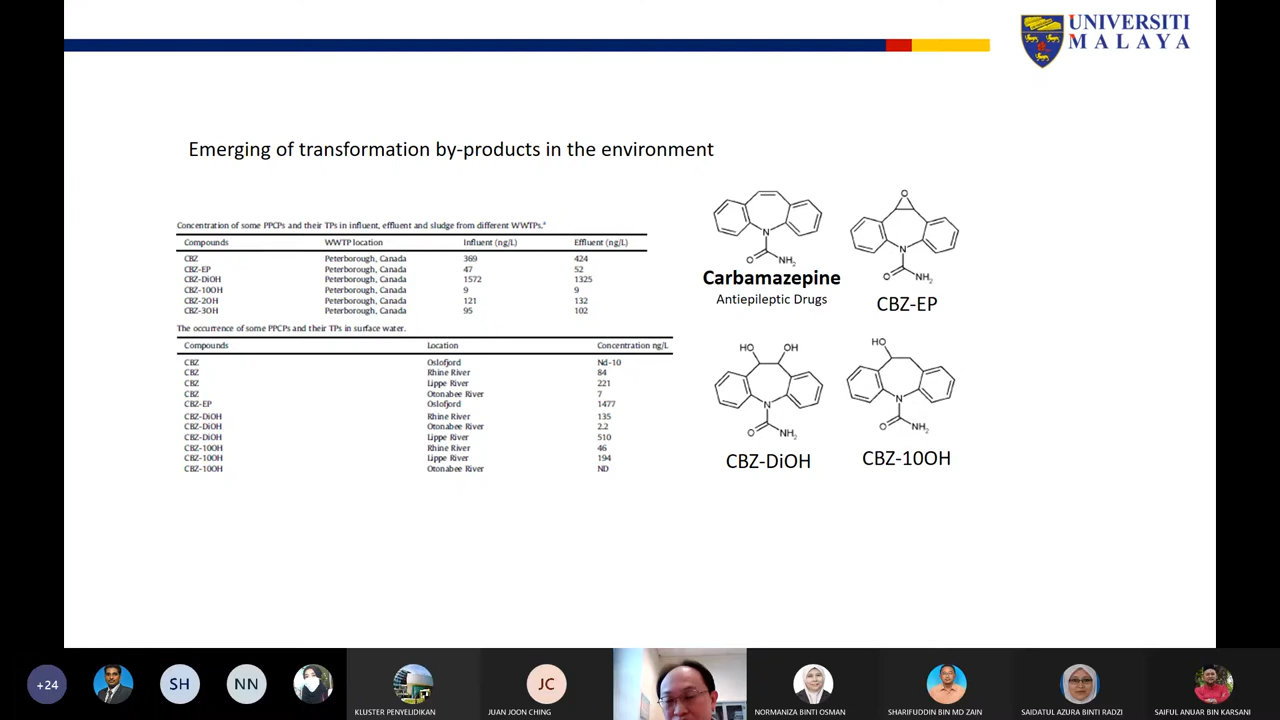 UNIVERSITI
MALAYA
Emerging of transformation by-products in the environment
Concentration of some PPCPs and their TPs in influent, effluent and sludge from different WWTPs.ª
Compounds WWTP location Influent (ng/L) Effluent (ng/L)
CBZ Peterborough, Canada 369 424
CBZ-EP Peterborough, Canada 47 52
CBZ-DiOH Peterborough, Canada 1572 1325
CBZ-10OH Peterborough, Canada 9 9
CBZ-2OH Peterborough, Canada 121 132
CBZ-3OH Peterborough, Canada 95 102
The occurrence of some PPCPs and their TPs in surface water.
Compounds Location Concentration ng/L
CBZ Oslofjord Nd-10
CBZ Rhine River 84
CBZ Lippe River 221
CBZ Otonabee River 7
CBZ-EP Oslofjord 1477
CBZ-DiOH Rhine River 135
CBZ-DiOH Otonabee River 2.2
CBZ-DiOH Lippe River 510
CBZ-10OH Rhine River 46
CBZ-10OH Lippe River 194
CBZ-10OH Otonabee River ND
N
O NH2
Carbamazepine
Antiepileptic Drugs
O
N
O NH2
CBZ-EP
HO OH
N
O NH2
CBZ-DiOH
HO
N
O NH2
CBZ-10OH
+24
SH
NN
KLUSTER PENYELIDIKAN
JC
JUAN JOON CHING
NORMANIZA BINTI OSMAN
SHARIFUDDIN BIN MD ZAIN
SAIDATUL AZURA BINTI RADZI
SAIFUL ANUAR BIN KARSANI